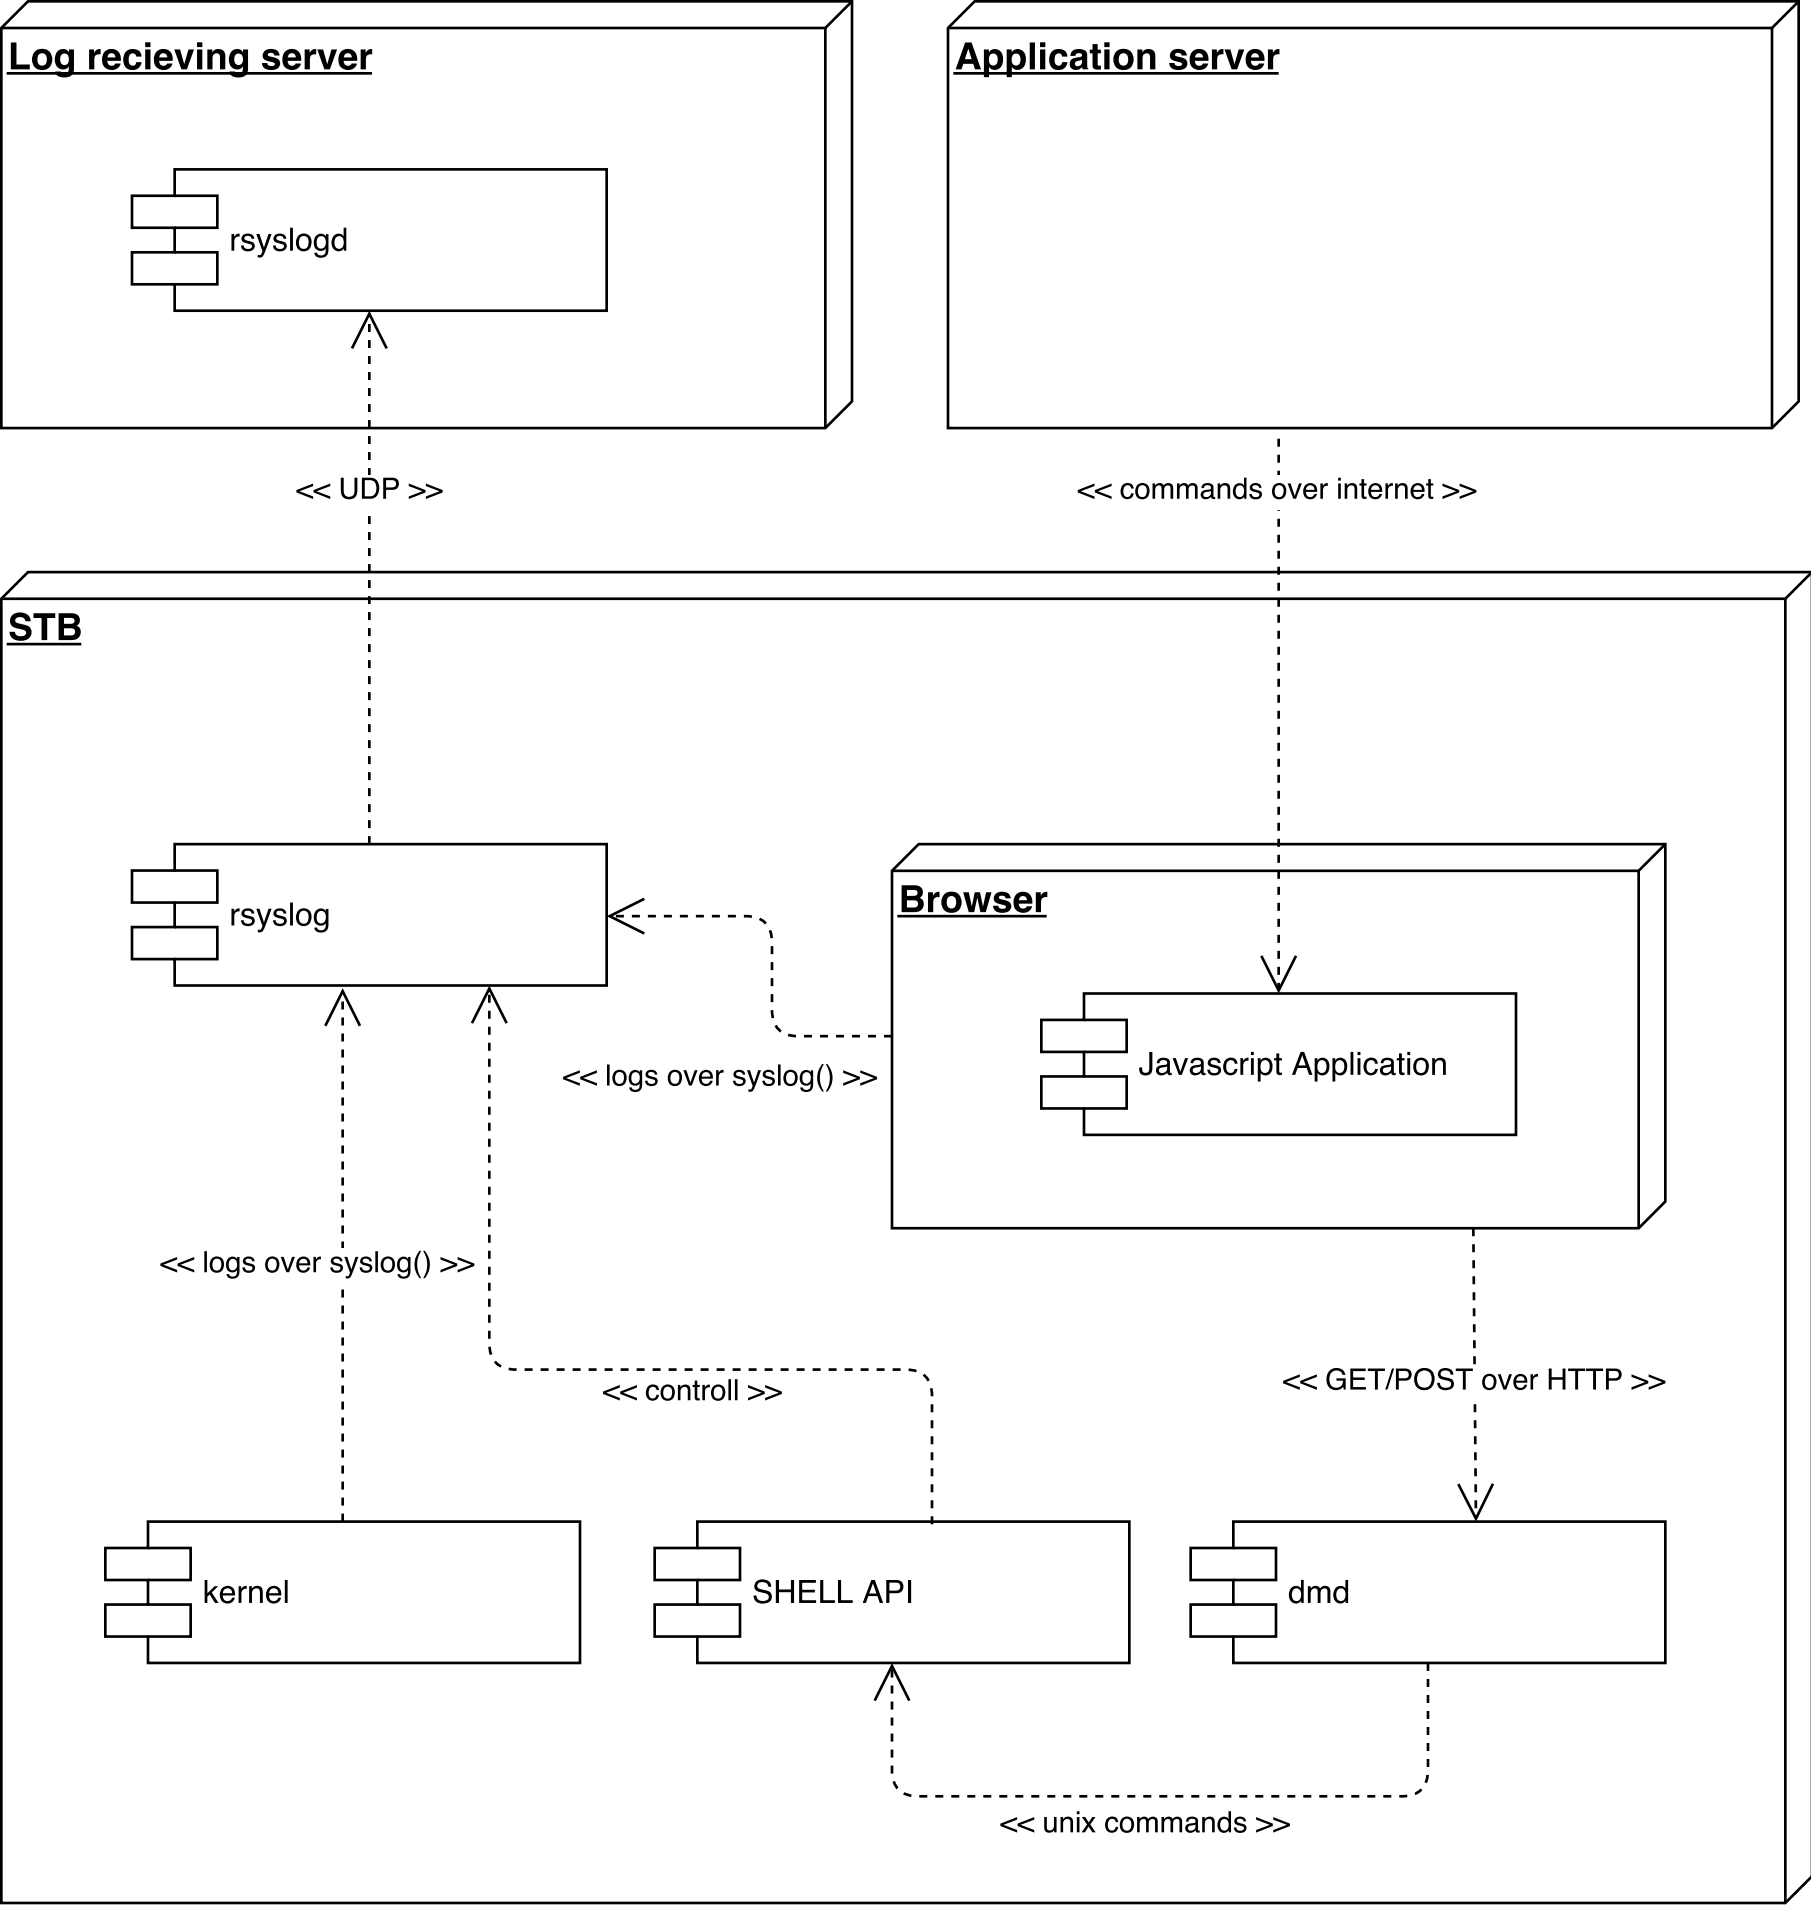 Log recieving server
Application server
rsyslogd
<< UDP >>
<< commands over internet >>
STB
rsyslog
Browser
Javascript Application
<< logs over syslog() >>
<< logs over syslog() >>
<< controll >>
<< GET/POST over HTTP >>
kernel
SHELL API
dmd
<< unix commands >>